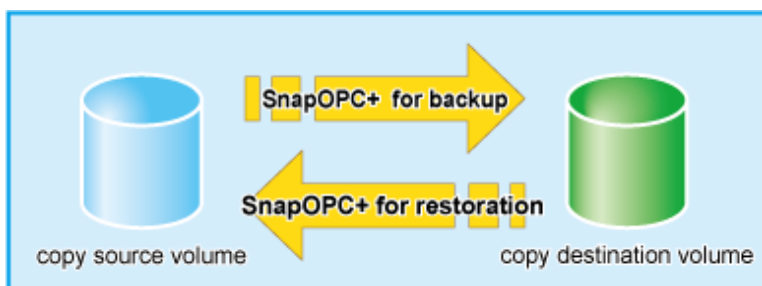 SnapOPC+ for backup
SnapOPC+ for restoration
copy source volume
copy destination volume